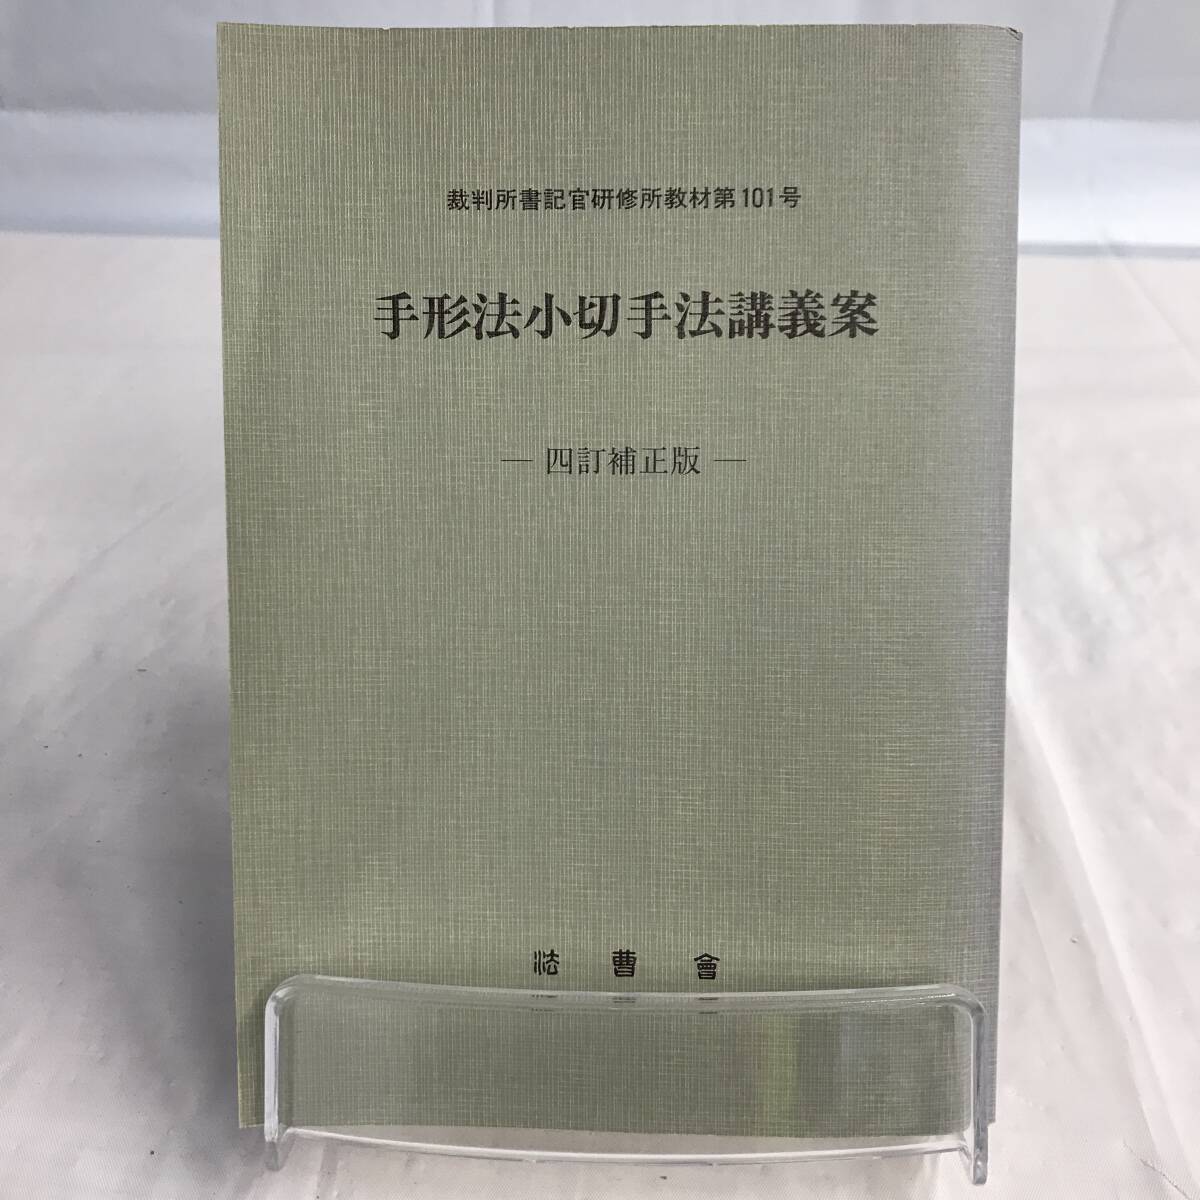 裁判所書記官研修所教材第101号
手形法小切手法講義案
― 四訂補正版 ―
法曹會